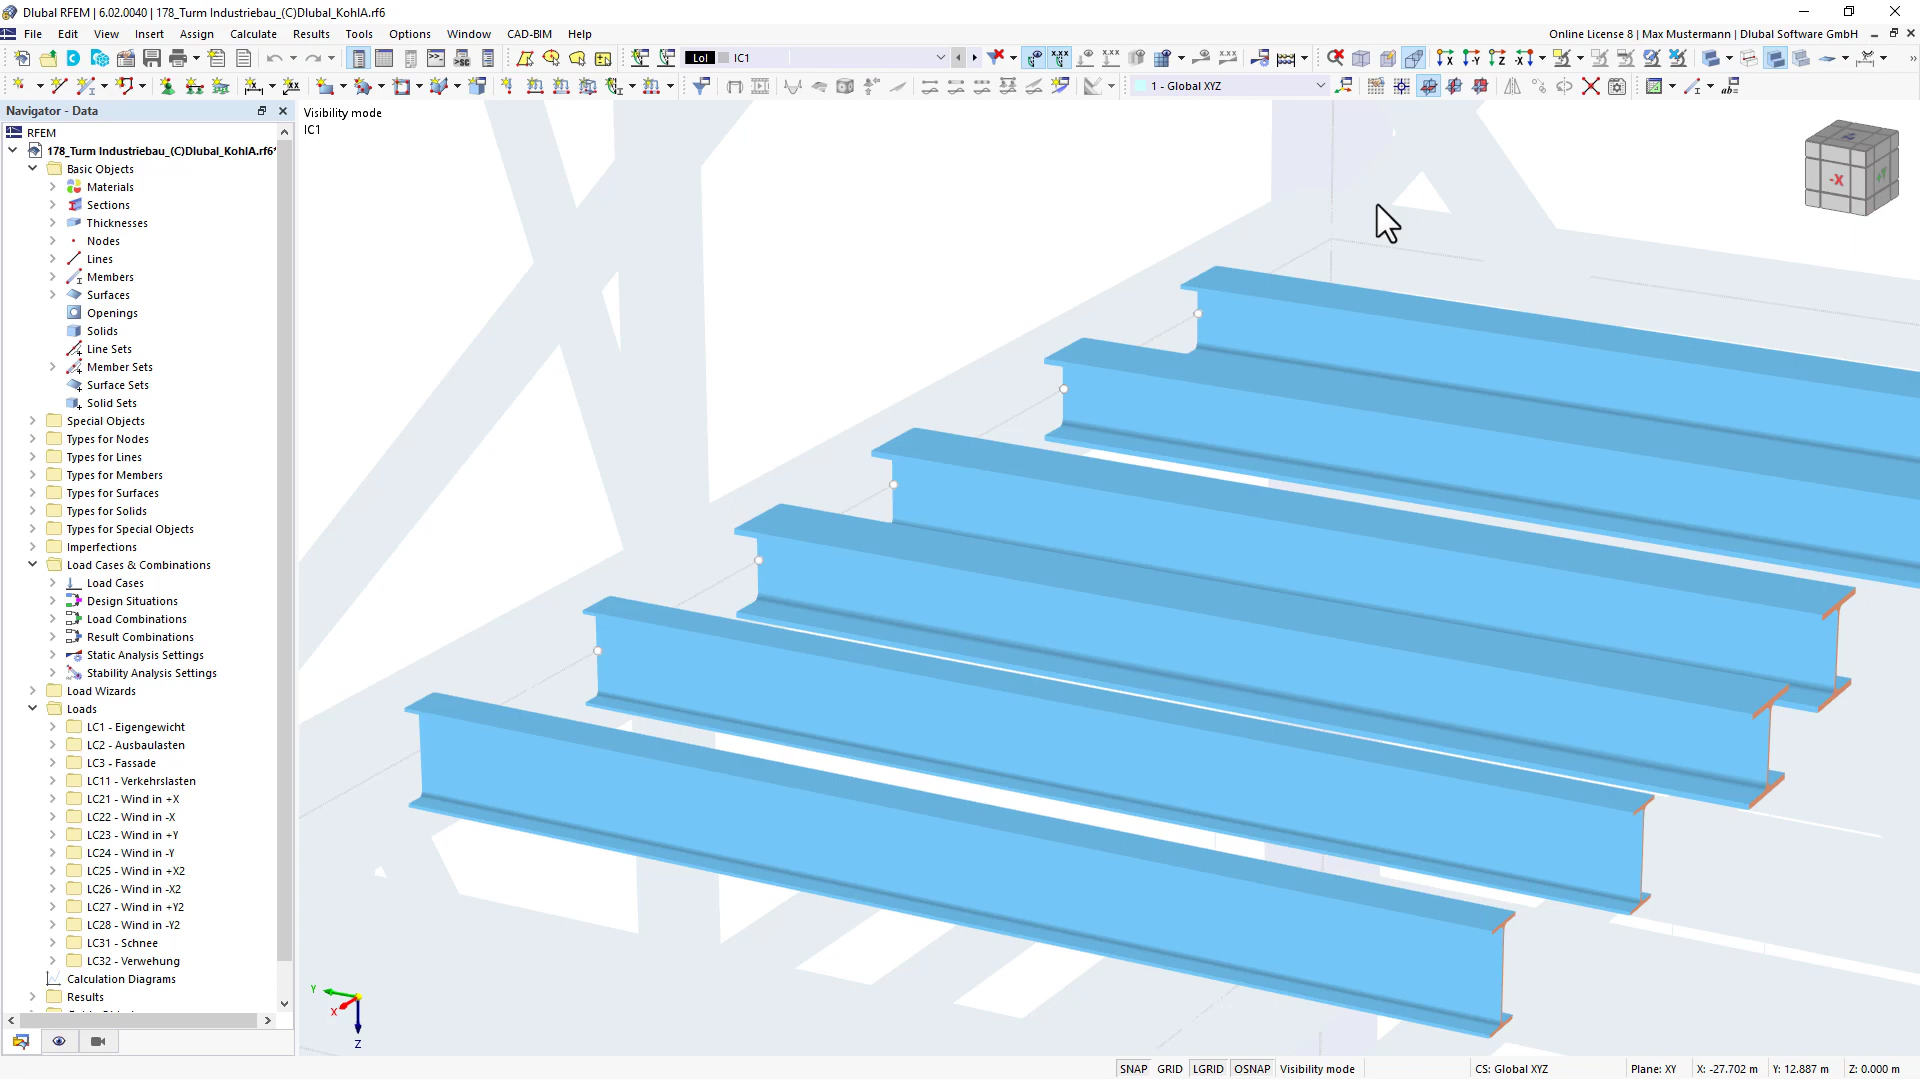 Dlubal RFEM | 6.02.0040 | 178_Turm Industriebau_(C)Dlubal_KohlA.rf6
File Edit View Insert Assign Calculate Results Tools Options Window CAD-BIM Help
Online License 8 | Max Mustermann | Dlubal Software GmbH
LoI IC1
1 - Global XYZ
Navigator - Data
RFEM
178_Turm Industriebau_(C)Dlubal_KohlA.rf6*
Basic Objects
Materials
Sections
Thicknesses
Nodes
Lines
Members
Surfaces
Openings
Solids
Line Sets
Member Sets
Surface Sets
Solid Sets
Special Objects
Types for Nodes
Types for Lines
Types for Members
Types for Surfaces
Types for Solids
Types for Special Objects
Imperfections
Load Cases & Combinations
Load Cases
Design Situations
Load Combinations
Result Combinations
Static Analysis Settings
Stability Analysis Settings
Load Wizards
Loads
LC1 - Eigengewicht
LC2 - Ausbaulasten
LC3 - Fassade
LC11 - Verkehrslasten
LC21 - Wind in +X
LC22 - Wind in -X
LC23 - Wind in +Y
LC24 - Wind in -Y
LC25 - Wind in +X2
LC26 - Wind in -X2
LC27 - Wind in +Y2
LC28 - Wind in -Y2
LC31 - Schnee
LC32 - Verwehung
Calculation Diagrams
Results
Visibility mode
IC1
-X
+Y
Y
X
Z
SNAP GRID LGRID OSNAP Visibility mode
CS: Global XYZ
Plane: XY
X: -27.702 m
Y: 12.887 m
Z: 0.000 m